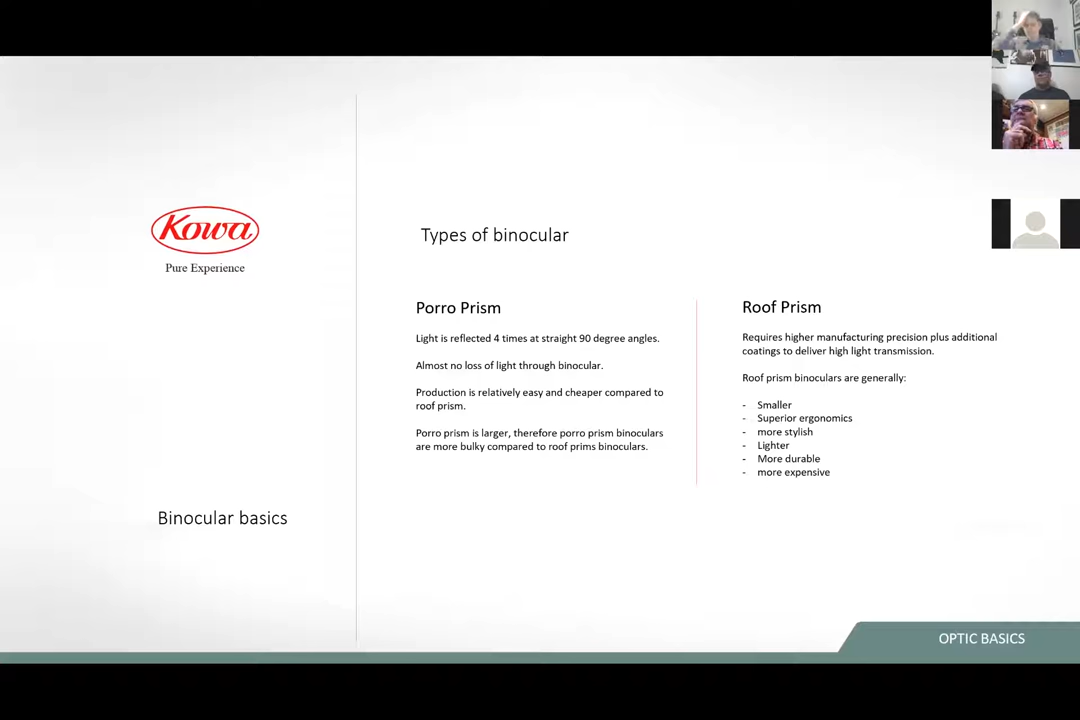 Kowa
Pure Experience
Binocular basics
Types of binocular
Porro Prism
Light is reflected 4 times at straight 90 degree angles.
Almost no loss of light through binocular.
Production is relatively easy and cheaper compared to
roof prism.
Porro prism is larger, therefore porro prism binoculars
are more bulky compared to roof prims binoculars.
Roof Prism
Requires higher manufacturing precision plus additional
coatings to deliver high light transmission.
Roof prism binoculars are generally:
- Smaller
- Superior ergonomics
- more stylish
- Lighter
- More durable
- more expensive
OPTIC BASICS